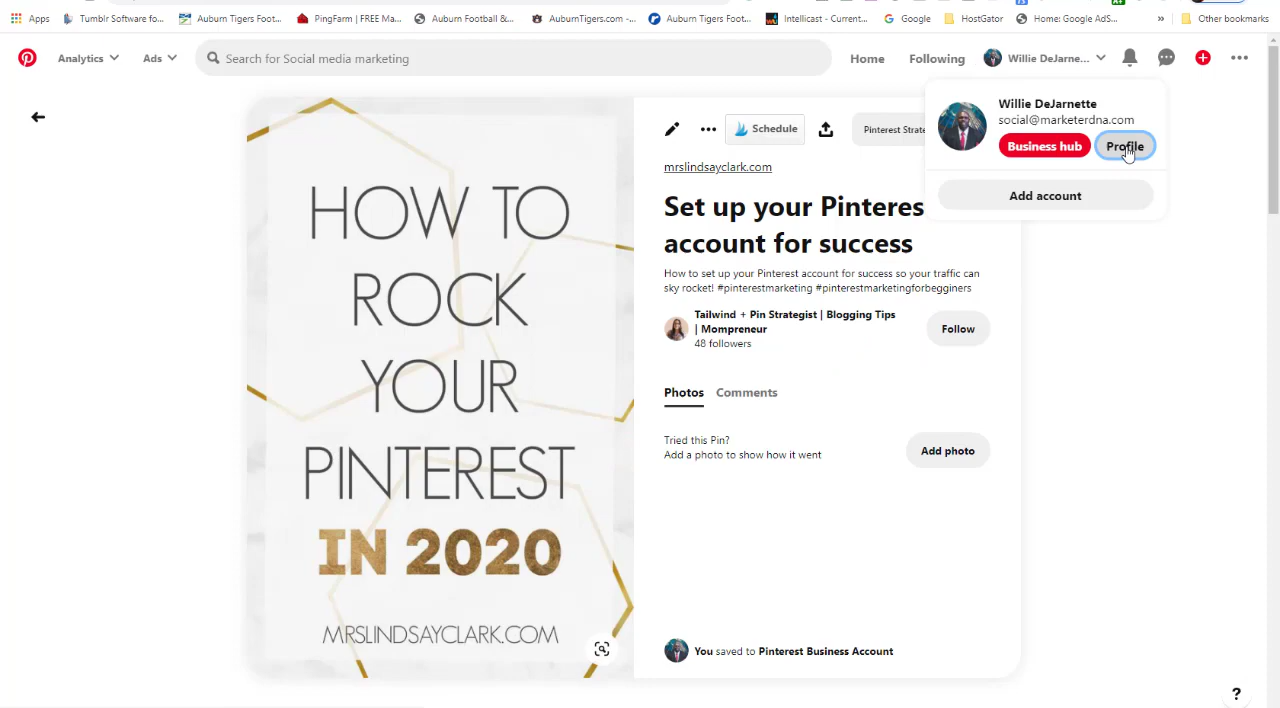 Apps
Tumblr Software fo...
Auburn Tigers Foot...
PingFarm | FREE Ma...
Auburn Football &...
AuburnTigers.com -...
Auburn Tigers Foot...
Intellicast - Current...
Google
HostGator
Home: Google AdS...
»
Other bookmarks
Analytics
Ads
Search for Social media marketing
Home
Following
Willie DeJarne...
Willie DeJarnette
social@marketerdna.com
Business hub
Profile
Add account
Schedule
Pinterest Strate
mrslindsayclark.com
Set up your Pinteres
account for success
How to set up your Pinterest account for success so your traffic can
sky rocket! #pinterestmarketing #pinterestmarketingforbegginers
Tailwind + Pin Strategist | Blogging Tips
| Mompreneur
48 followers
Follow
Photos
Comments
Tried this Pin?
Add a photo to show how it went
Add photo
You saved to Pinterest Business Account
HOW TO
ROCK
YOUR
PINTEREST
IN 2020
MRSLINDSAYCLARK.COM
?